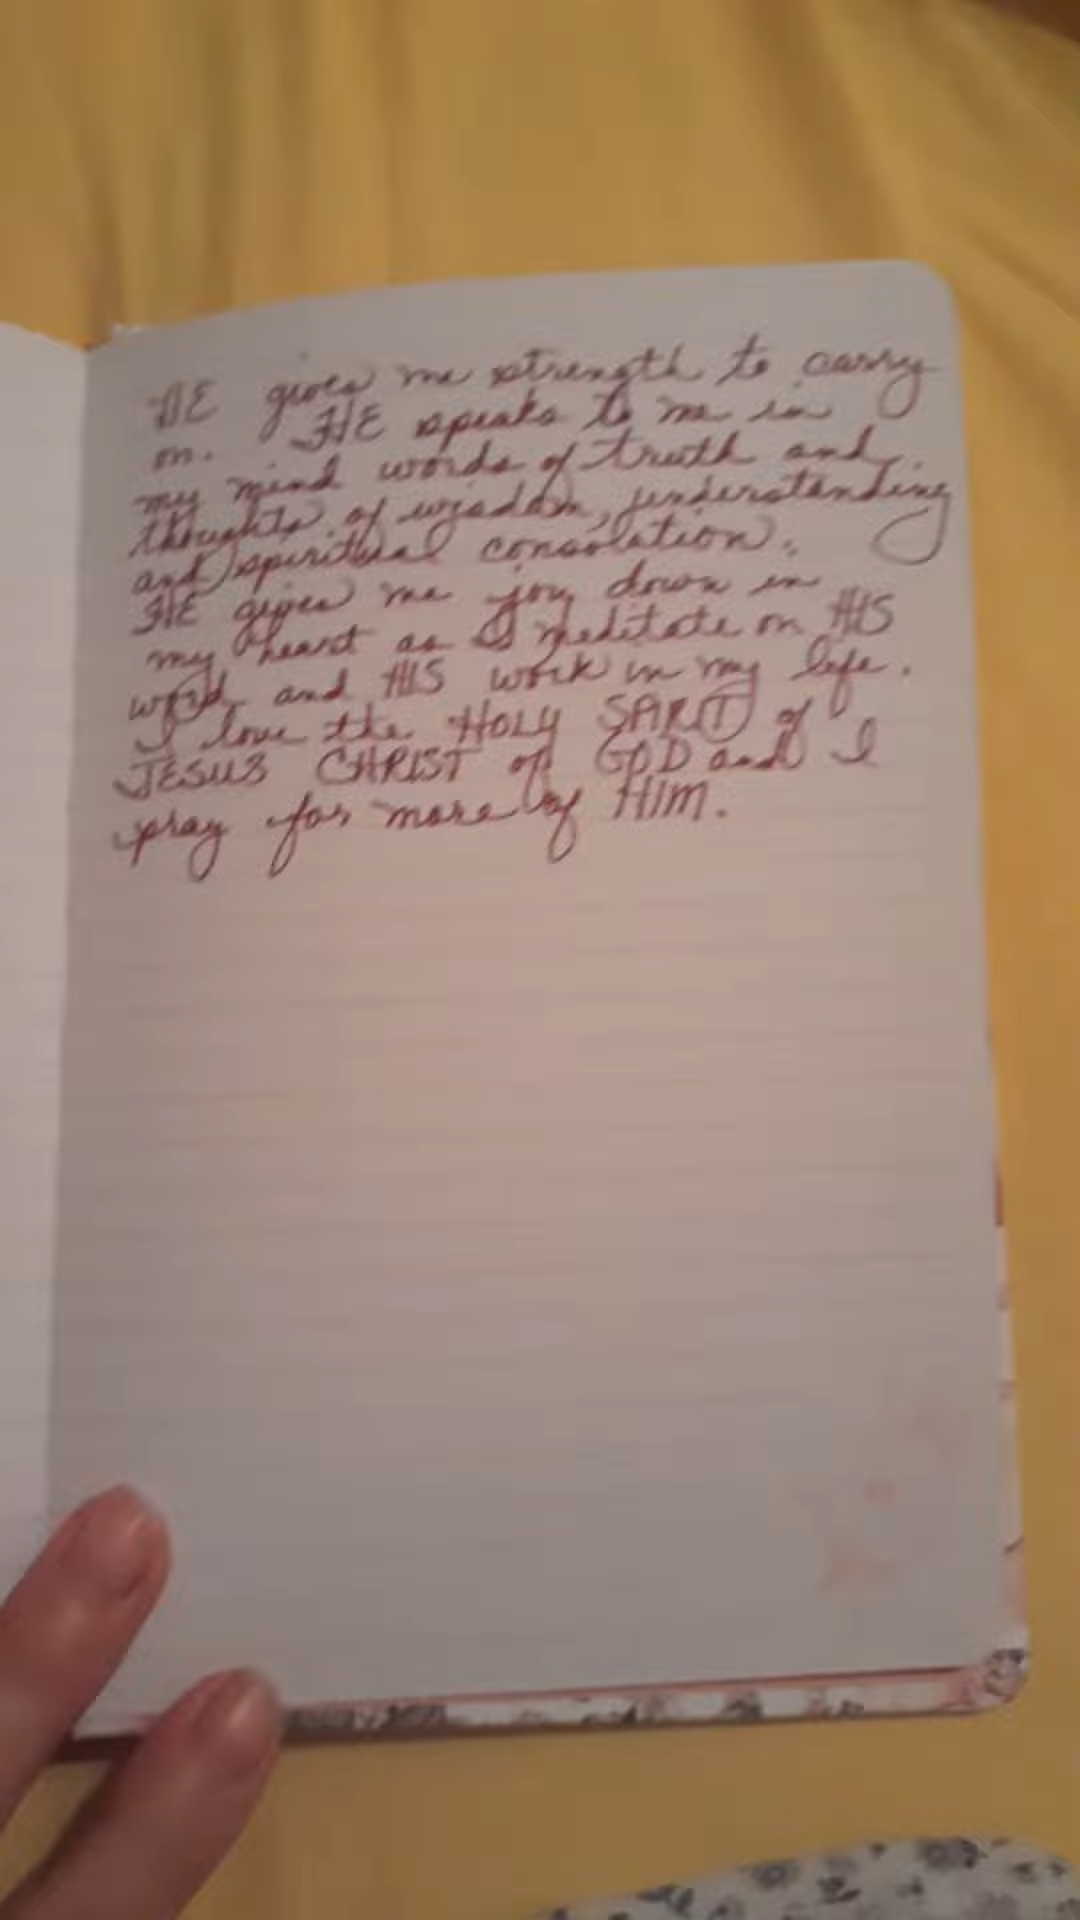 HE gives me strength to carry
on. HE speaks to me in
my mind words of truth and
thoughts of wisdom, understanding
and spiritual consolation.
HE gives me joy down in
my heart as I meditate on HIS
word and HIS work in my life.
I love the HOLY SPIRIT of
JESUS CHRIST of GOD and I
pray for more of HIM.